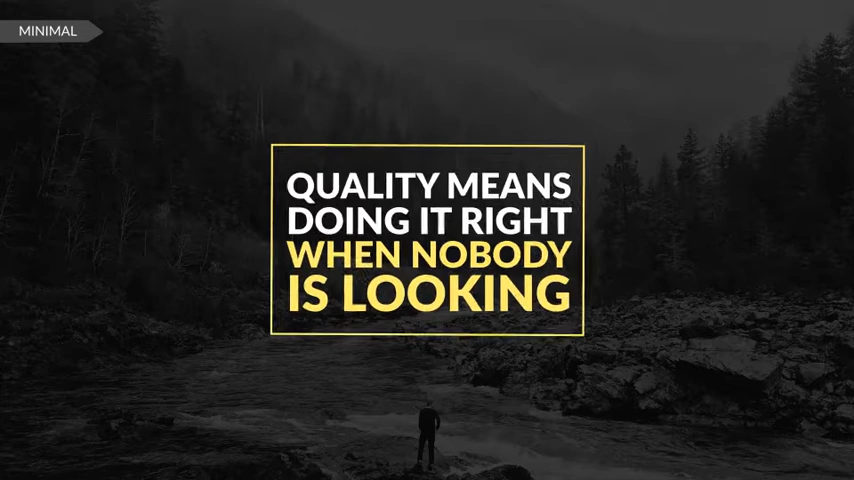 MINIMAL
QUALITY MEANS
DOING IT RIGHT
WHEN NOBODY
IS LOOKING